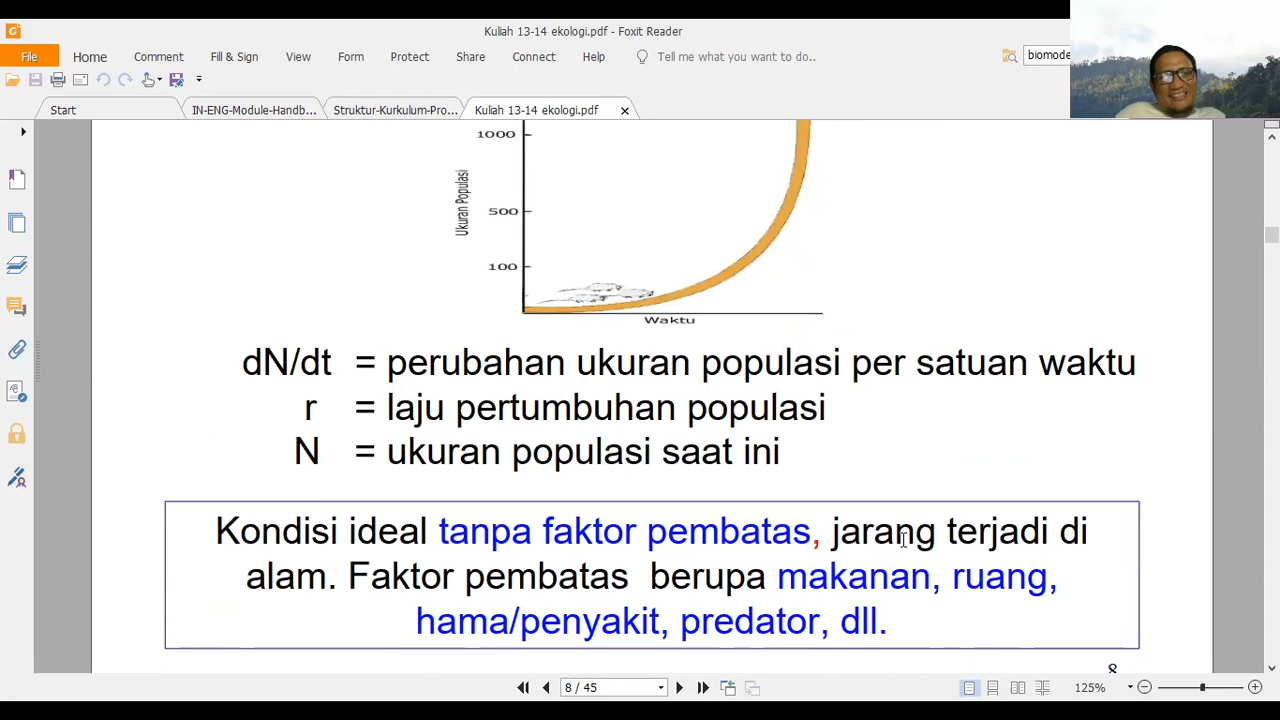 Kuliah 13-14 ekologi.pdf - Foxit Reader
File Home Comment Fill & Sign View Form Protect Share Connect Help Tell me what you want to do.. biomode
Start IN-ENG-Module-Handb... Struktur-Kurkulum-Pro... Kuliah 13-14 ekologi.pdf
1000
Ukuran Populasi
500
100
Waktu
dN/dt = perubahan ukuran populasi per satuan waktu
r = laju pertumbuhan populasi
N = ukuran populasi saat ini
Kondisi ideal tanpa faktor pembatas, jarang terjadi di
alam. Faktor pembatas berupa makanan, ruang,
hama/penyakit, predator, dll.
8
8 / 45
125%